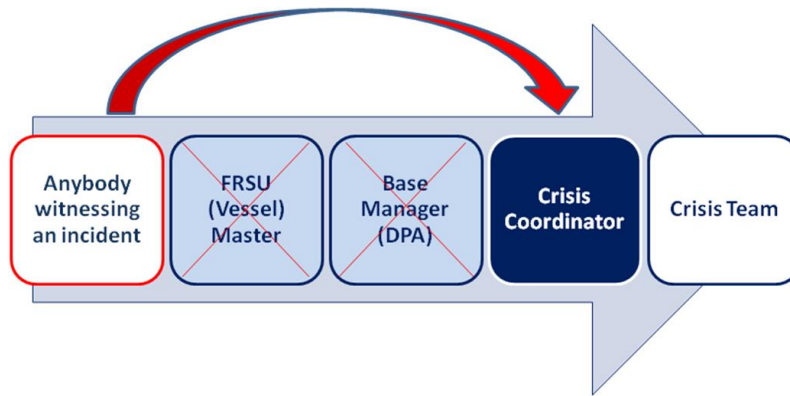 Anybody
witnessing
an incident
FRSU
(Vessel)
Master
Base
Manager
(DPA)
Crisis
Coordinator
Crisis Team